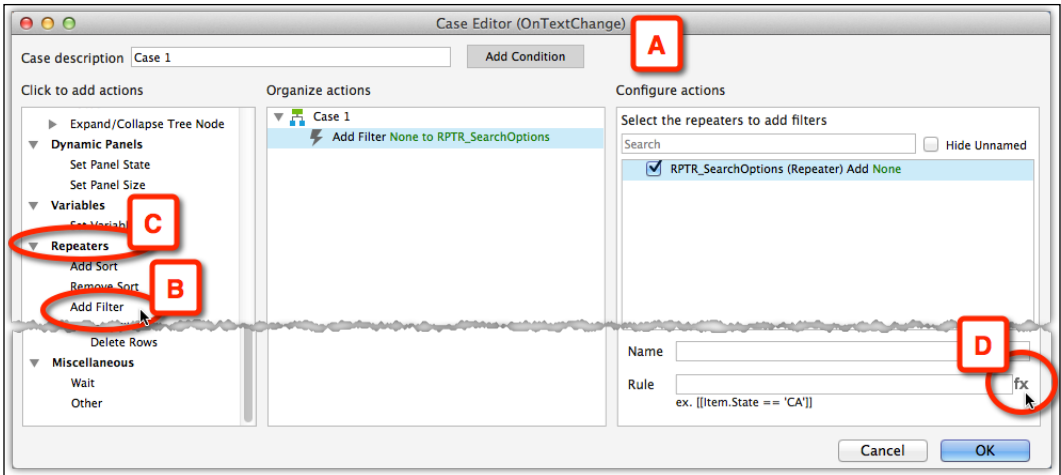 Case Editor (OnTextChange)
A
Case description Case 1 Add Condition
Click to add actions
Organize actions
Configure actions
Expand/Collapse Tree Node
Dynamic Panels
Set Panel State
Set Panel Size
Variables
Set Variabl
C
Repeaters
Add Sort
Remove Sort
B
Add Filter
Delete Rows
Miscellaneous
Wait
Other
Case 1
Add Filter None to RPTR_SearchOptions
Select the repeaters to add filters
Search
Hide Unnamed
RPTR_SearchOptions (Repeater) Add None
Name
D
Rule fx
ex. [[Item.State == 'CA']]
Cancel OK